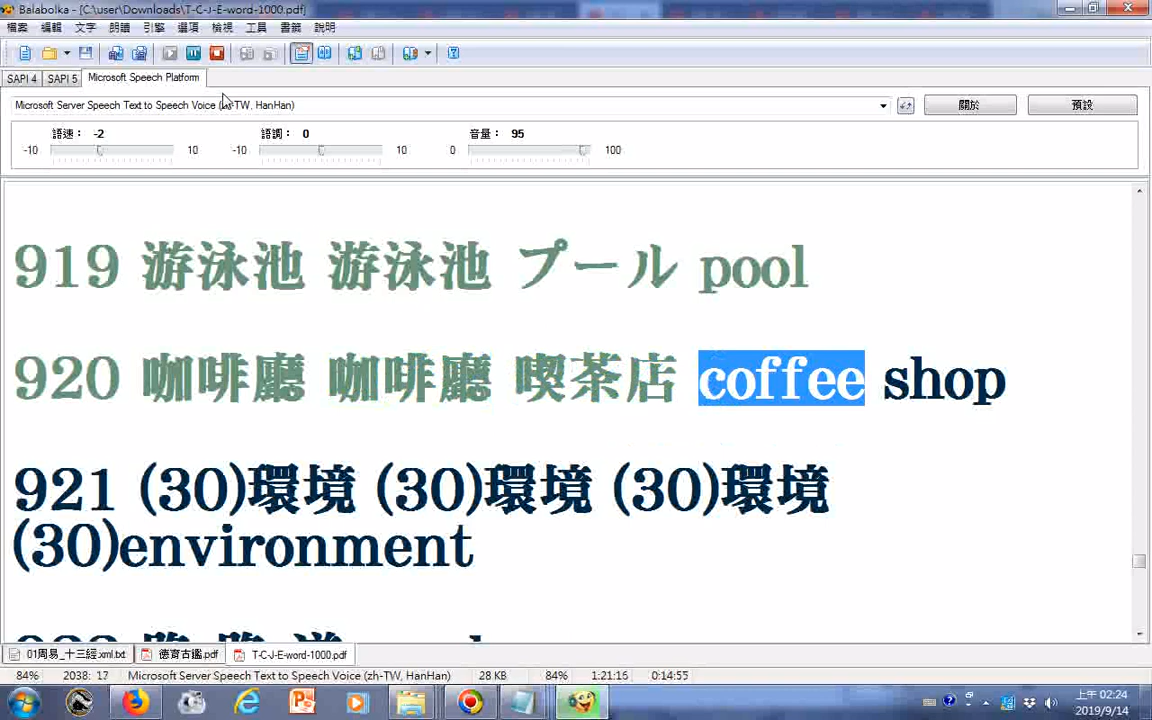 Balabolka - [C:\user\Downloads\T-C-J-E-word-1000.pdf]
檔案 編輯 文字 朗讀 引擎 選項 檢視 工具 書籤 說明
SAPI 4 SAPI 5 Microsoft Speech Platform
Microsoft Server Speech Text to Speech Voice (zh-TW, HanHan) 關於 預設
語速： -2 語調： 0 音量： 95
-10 10 -10 10 0 100
919 游泳池 游泳池 プール pool
920 咖啡廳 咖啡廳 喫茶店 coffee shop
921 (30)環境 (30)環境 (30)環境
(30)environment
01周易_十三經.xml.txt 德育古鑑.pdf T-C-J-E-word-1000.pdf
84% 2038: 17 Microsoft Server Speech Text to Speech Voice (zh-TW, HanHan) 28 KB 84% 1:21:16 0:14:55
上午 02:24
2019/9/14